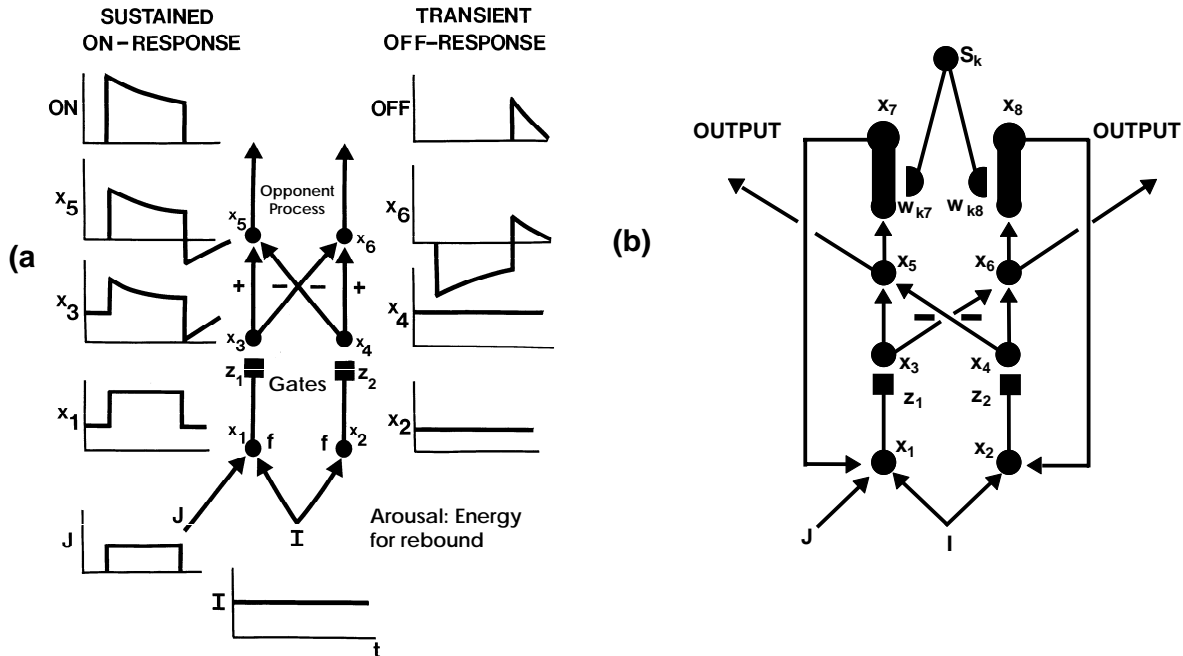 SUSTAINED
ON-RESPONSE
TRANSIENT
OFF-RESPONSE
ON
OFF
Opponent
Process
x5
x6
x5
x6
(a
+
−
−
+
x3
x4
x3
x4
z1
Gates
z2
x1
x2
x1
f
f
x2
J
J
I
Arousal: Energy
for rebound
I
t
Sk
x7
x8
OUTPUT
OUTPUT
wk7
wk8
(b)
x5
x6
−
−
x3
x4
z1
z2
x1
x2
J
I